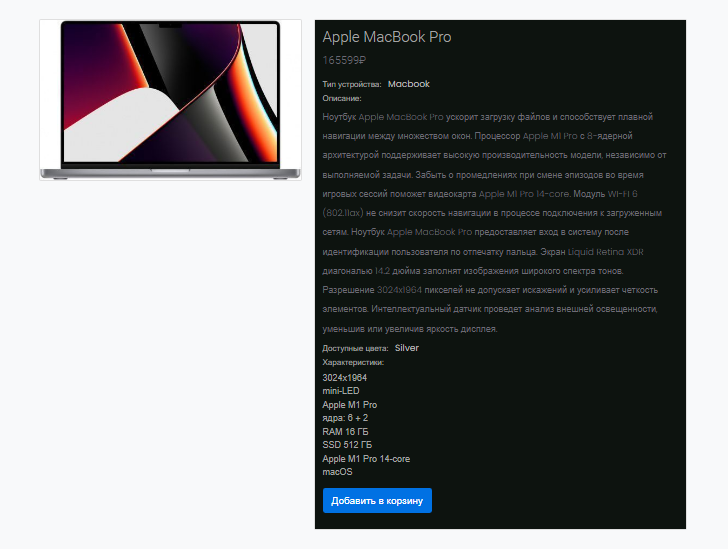 Apple MacBook Pro
165599₽
Тип устройства: Macbook
Описание:
Ноутбук Apple MacBook Pro ускорит загрузку файлов и способствует плавной
навигации между множеством окон. Процессор Apple M1 Pro с 8-ядерной
архитектурой поддерживает высокую производительность модели, независимо от
выполняемой задачи. Забыть о промедлениях при смене эпизодов во время
игровых сессий поможет видеокарта Apple M1 Pro 14-core. Модуль Wi-Fi 6
(802.11ax) не снизит скорость навигации в процессе подключения к загруженным
сетям. Ноутбук Apple MacBook Pro предоставляет вход в систему после
идентификации пользователя по отпечатку пальца. Экран Liquid Retina XDR
диагональю 14.2 дюйма заполнят изображения широкого спектра тонов.
Разрешение 3024x1964 пикселей не допускает искажений и усиливает четкость
элементов. Интеллектуальный датчик проведет анализ внешней освещенности,
уменьшив или увеличив яркость дисплея.
Доступные цвета: Silver
Характеристики:
3024x1964
mini-LED
Apple M1 Pro
ядра: 6 + 2
RAM 16 ГБ
SSD 512 ГБ
Apple M1 Pro 14-core
macOS
Добавить в корзину